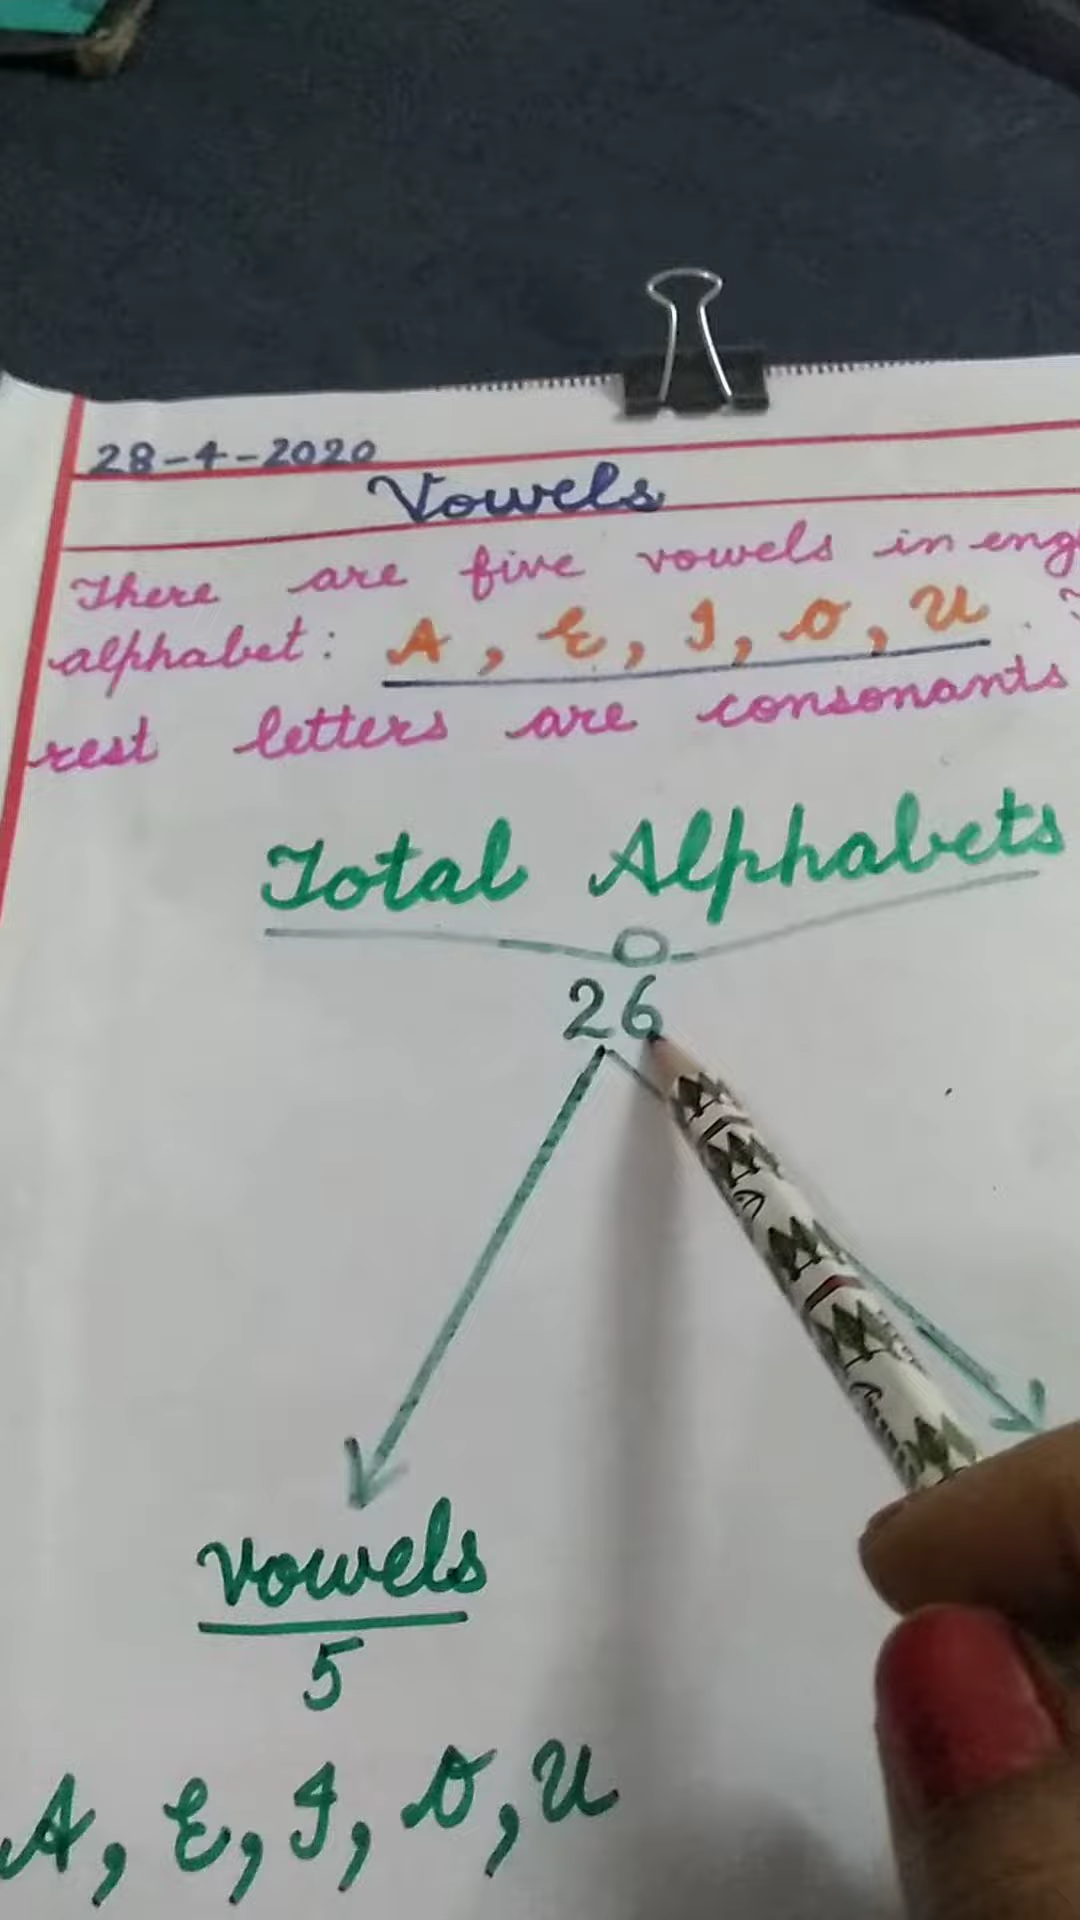 28-4-2020
Vowels
There are five vowels in eng
alphabet: A, E, I, O, U.
rest letters are consonants
Total Alphabets
26
Vowels
5
A, E, I, O, U